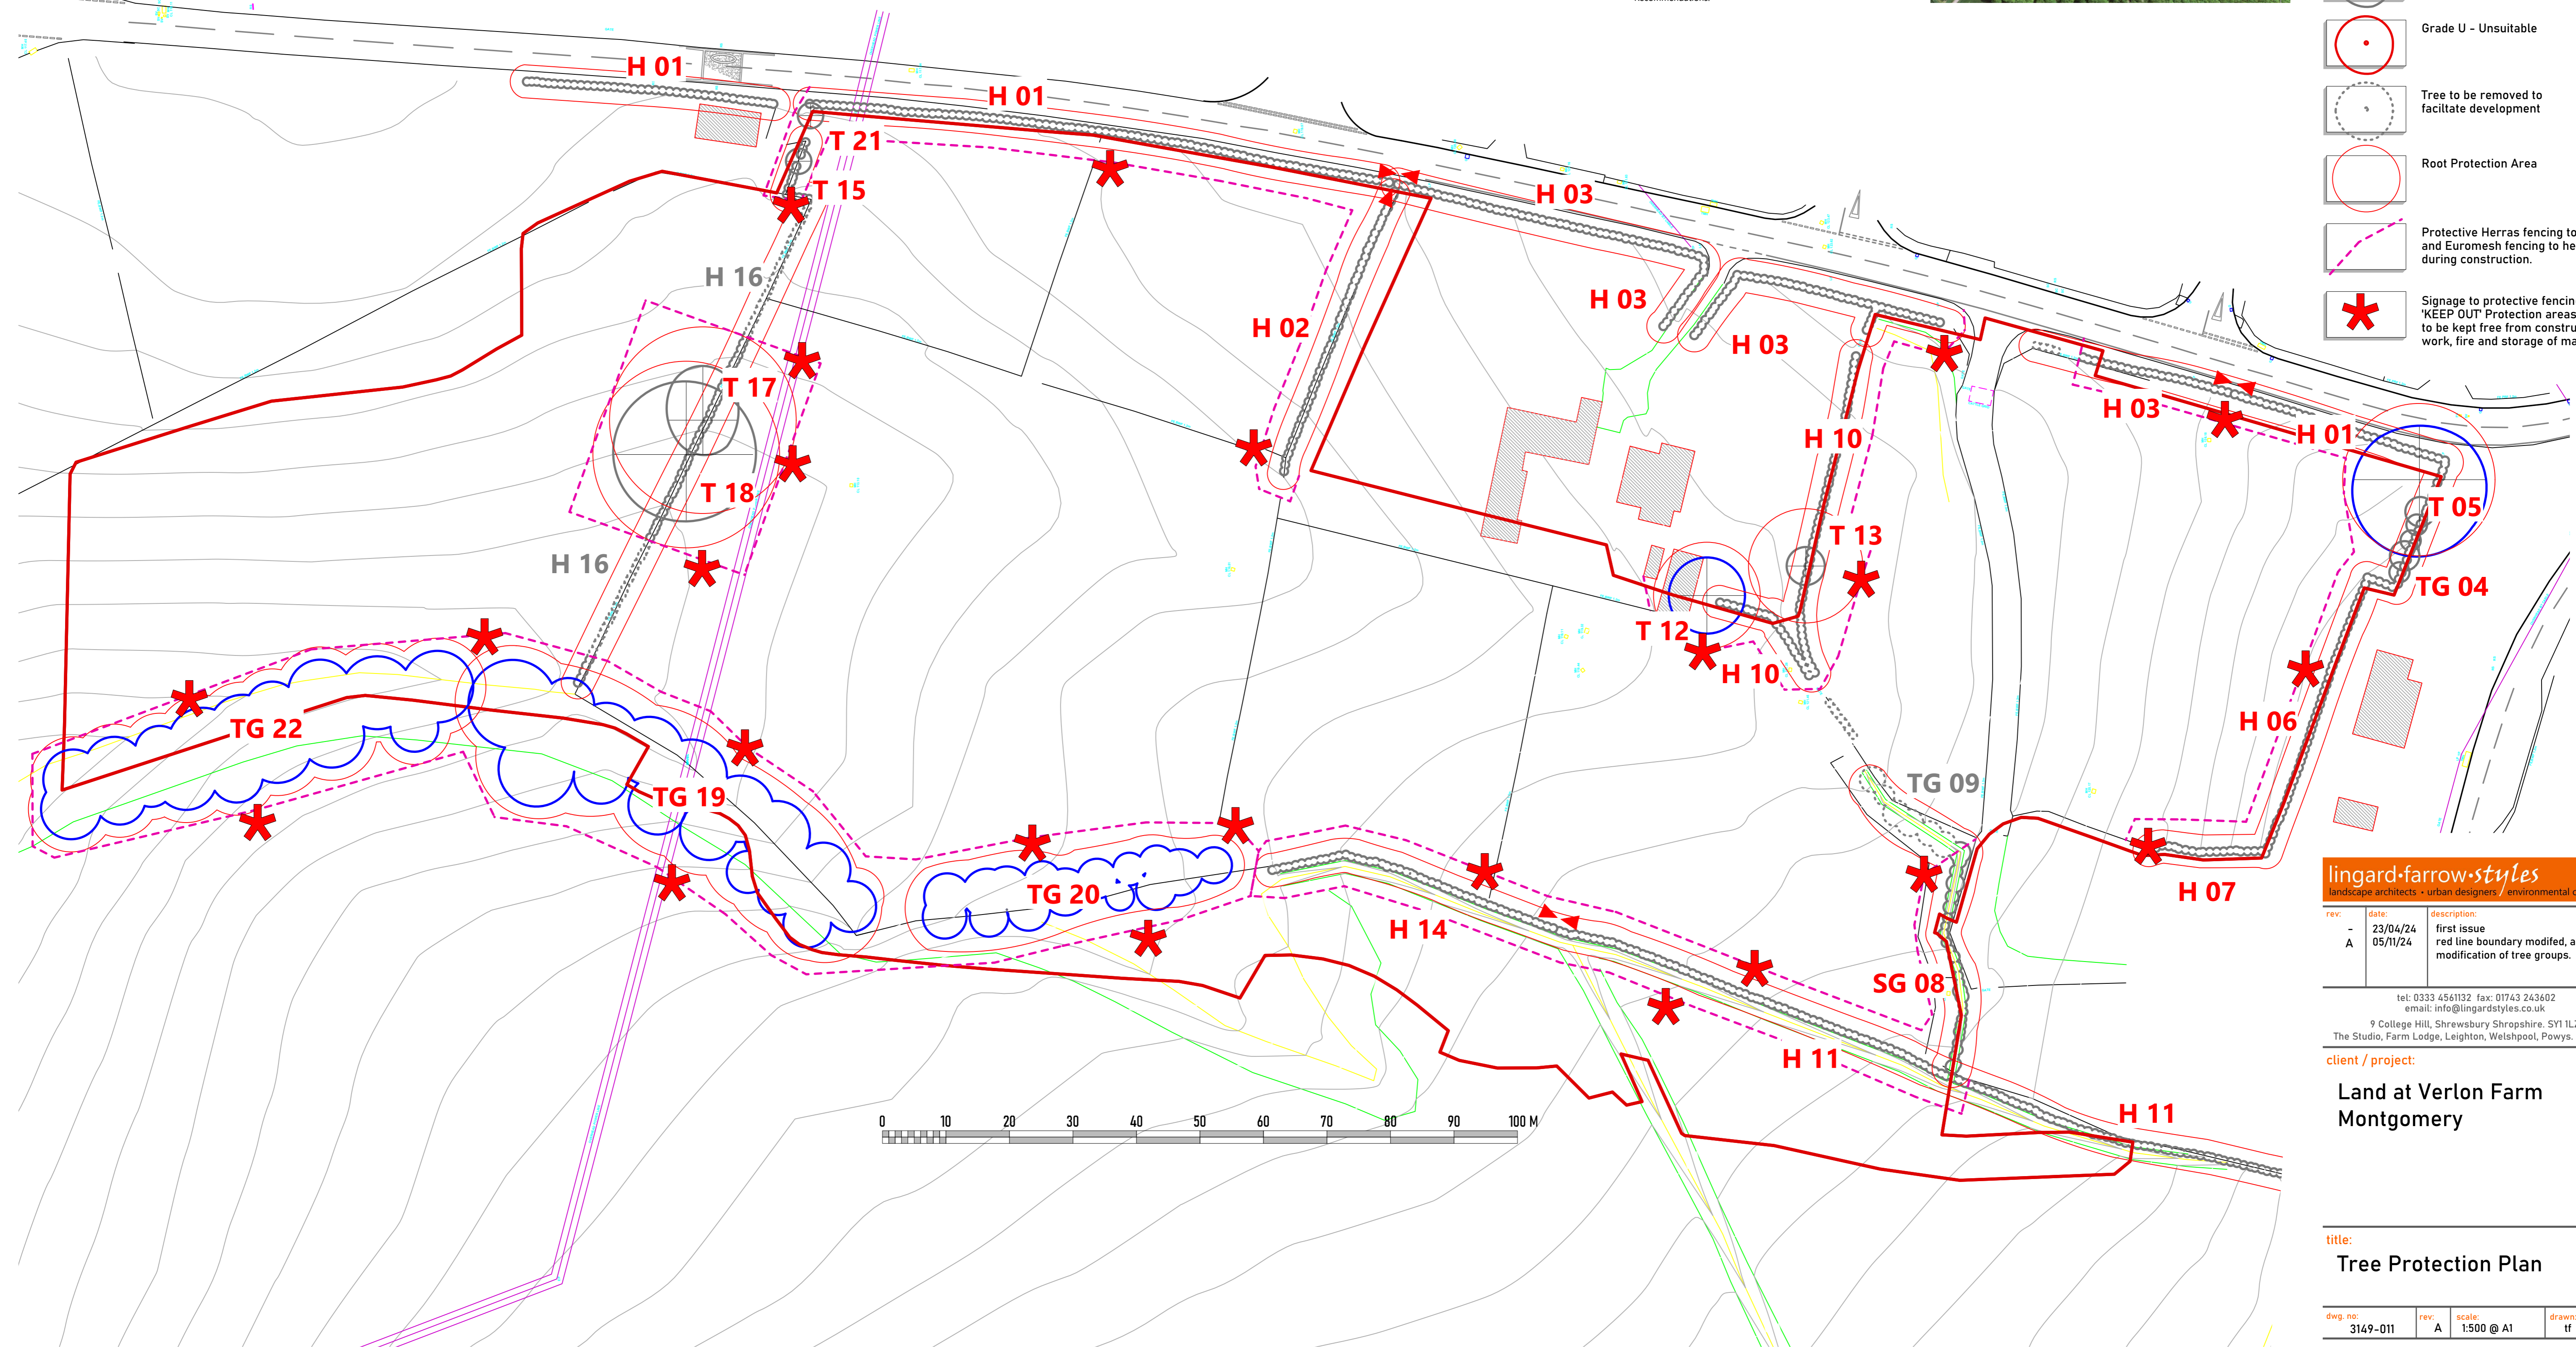 Grade U - Unsuitable
Tree to be removed to
faciltate development
Root Protection Area
Protective Herras fencing to
and Euromesh fencing to he
during construction.
Signage to protective fencin
'KEEP OUT' Protection areas
to be kept free from constru
work, fire and storage of ma
H 01
H 01
T 21
T 15
H 03
H 16
H 03
H 02
H 03
T 17
H 03
H 01
H 10
T 18
T 05
T 13
H 16
TG 04
T 12
H 10
TG 22
H 06
TG 19
TG 09
TG 20
H 07
H 14
SG 08
H 11
H 11
0 10 20 30 40 50 60 70 80 90 100 M
lingard•farrow•styles
landscape architects • urban designers / environmental c
rev: date: description:
- 23/04/24 first issue
A 05/11/24 red line boundary modifed, a
modification of tree groups.
tel: 0333 4561132 fax: 01743 243602
email: info@lingardstyles.co.uk
9 College Hill, Shrewsbury Shropshire. SY1 1LZ
The Studio, Farm Lodge, Leighton, Welshpool, Powys.
client / project:
Land at Verlon Farm
Montgomery
title:
Tree Protection Plan
dwg. no: rev: scale: drawn:
3149-011 A 1:500 @ A1 tf